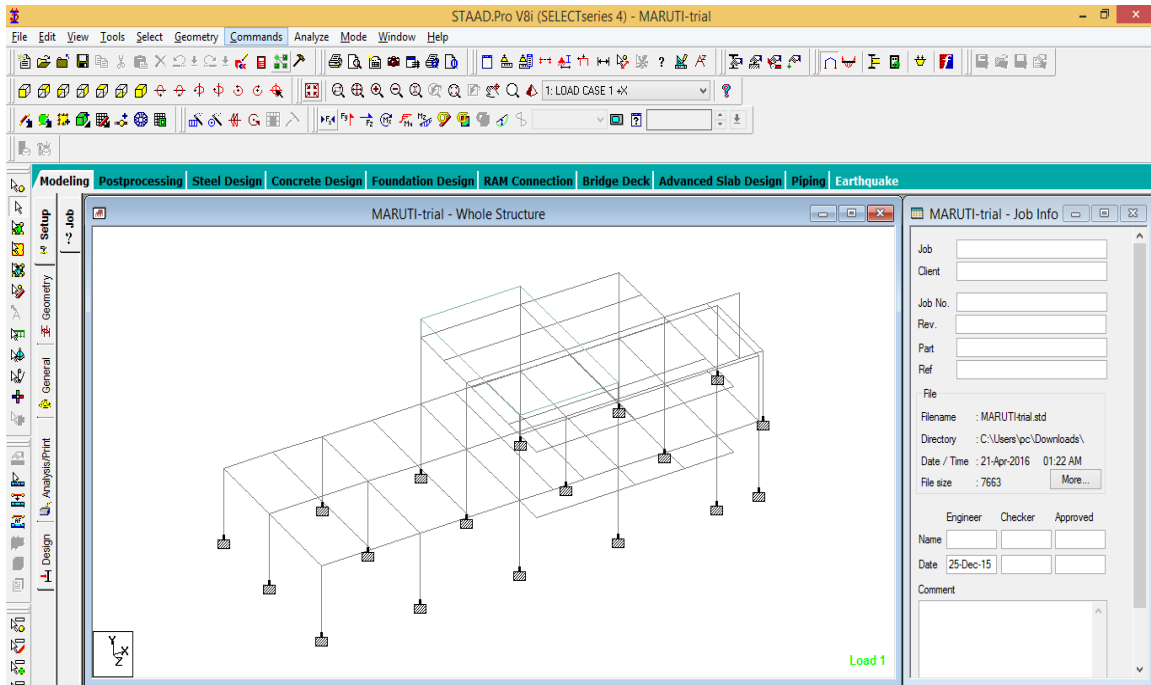 STAAD.Pro V8i (SELECTseries 4) - MARUTI-trial
File Edit View Tools Select Geometry Commands Analyze Mode Window Help
1: LOAD CASE 1 +X
Modeling Postprocessing Steel Design Concrete Design Foundation Design RAM Connection Bridge Deck Advanced Slab Design Piping Earthquake
Setup
Job
Geometry
General
Analysis/Print
Design
MARUTI-trial - Whole Structure
Y
X
Z
Load 1
MARUTI-trial - Job Info
Job
Client
Job No.
Rev.
Part
Ref
File
Filename : MARUTI-trial.std
Directory : C:\Users\pc\Downloads\
Date / Time : 21-Apr-2016 01:22 AM
File size : 7663 More...
Engineer Checker Approved
Name
Date 25-Dec-15
Comment